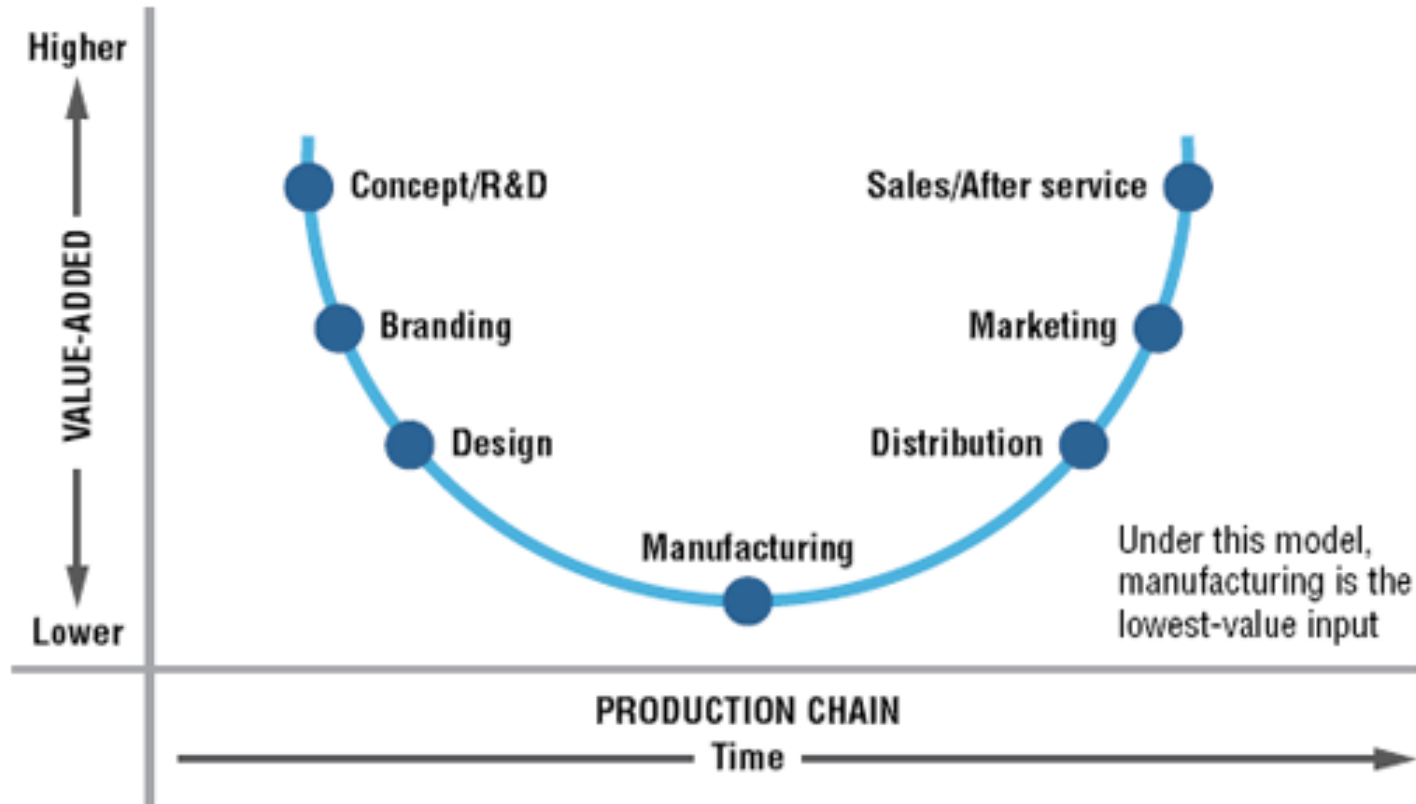 Higher
VALUE-ADDED
Lower
Concept/R&D
Sales/After service
Branding
Marketing
Design
Distribution
Manufacturing
Under this model,
manufacturing is the
lowest-value input
PRODUCTION CHAIN
Time